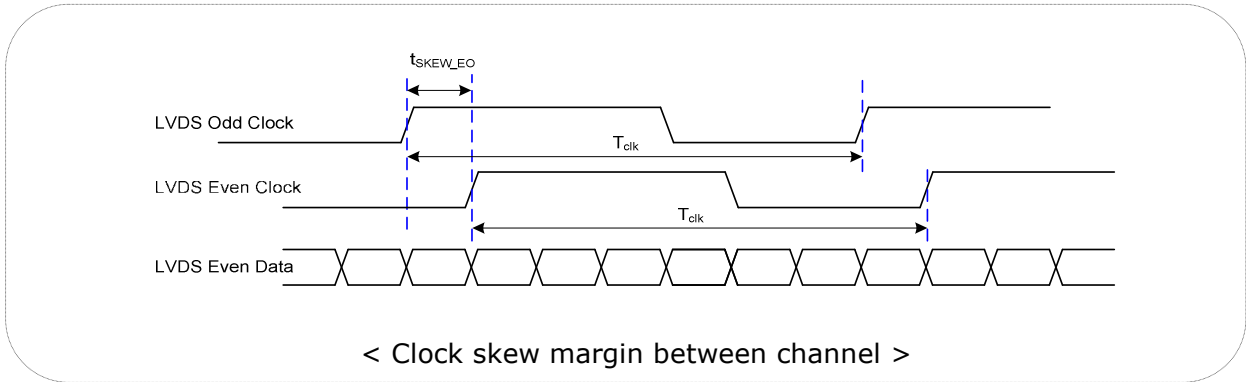 tSKEW_EO
LVDS Odd Clock
Tclk
LVDS Even Clock
Tclk
LVDS Even Data
< Clock skew margin between channel >